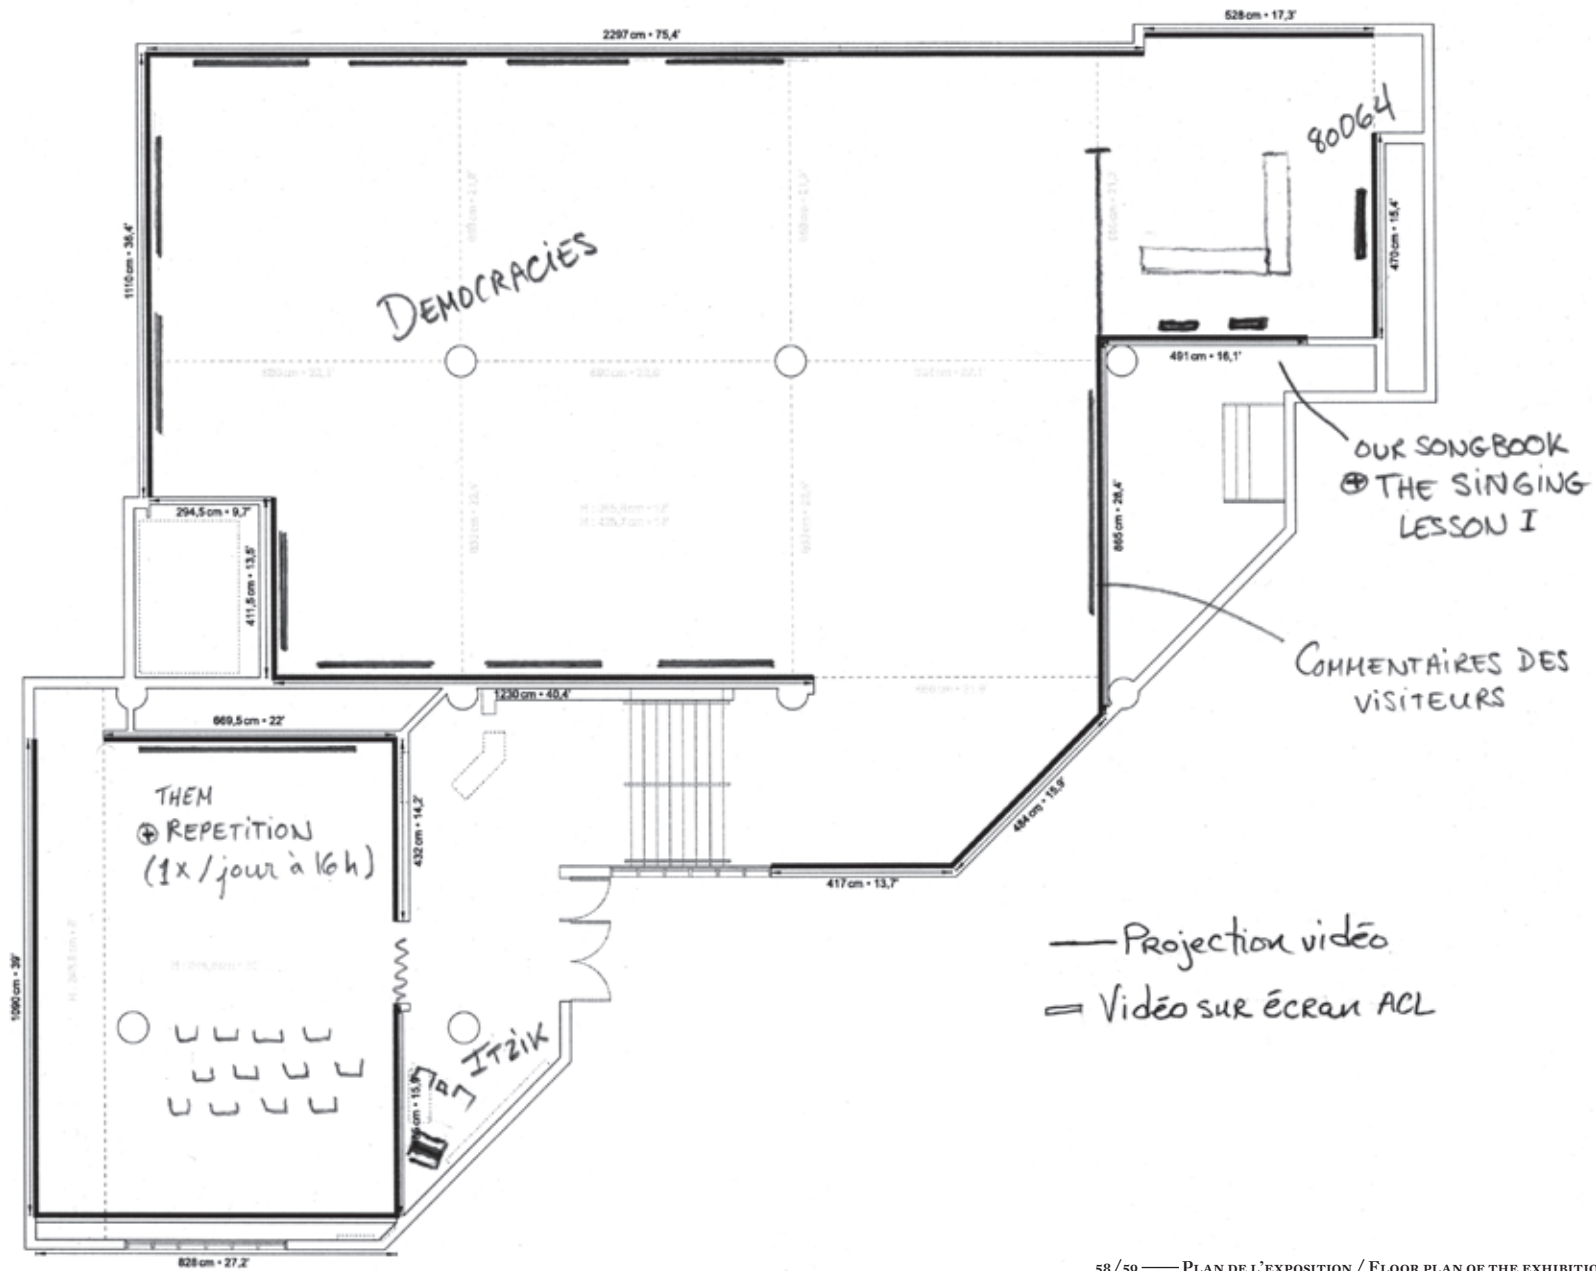 528 cm • 17,3'
2297 cm • 75,4'
80064
1110 cm • 36,4'
DEMOCRACIES
470 cm • 15,4'
491 cm • 16,1'
OUR SONGBOOK
⊕ THE SINGING
LESSON I
294,5 cm • 9,7'
411,5 cm • 13,5'
865 cm • 28,4'
COMMENTAIRES DES
VISITEURS
1230 cm • 40,4'
669,5 cm • 22'
THEM
⊕ REPETITION
(1x/jour à 16h)
432 cm • 14,2'
484 cm • 15,9'
417 cm • 13,7'
Projection vidéo
Vidéo sur écran ACL
1090 cm • 39'
ITZIK
828 cm • 27,2'
58/59 —— PLAN DE L'EXPOSITION / FLOOR PLAN OF THE EXHIBITION